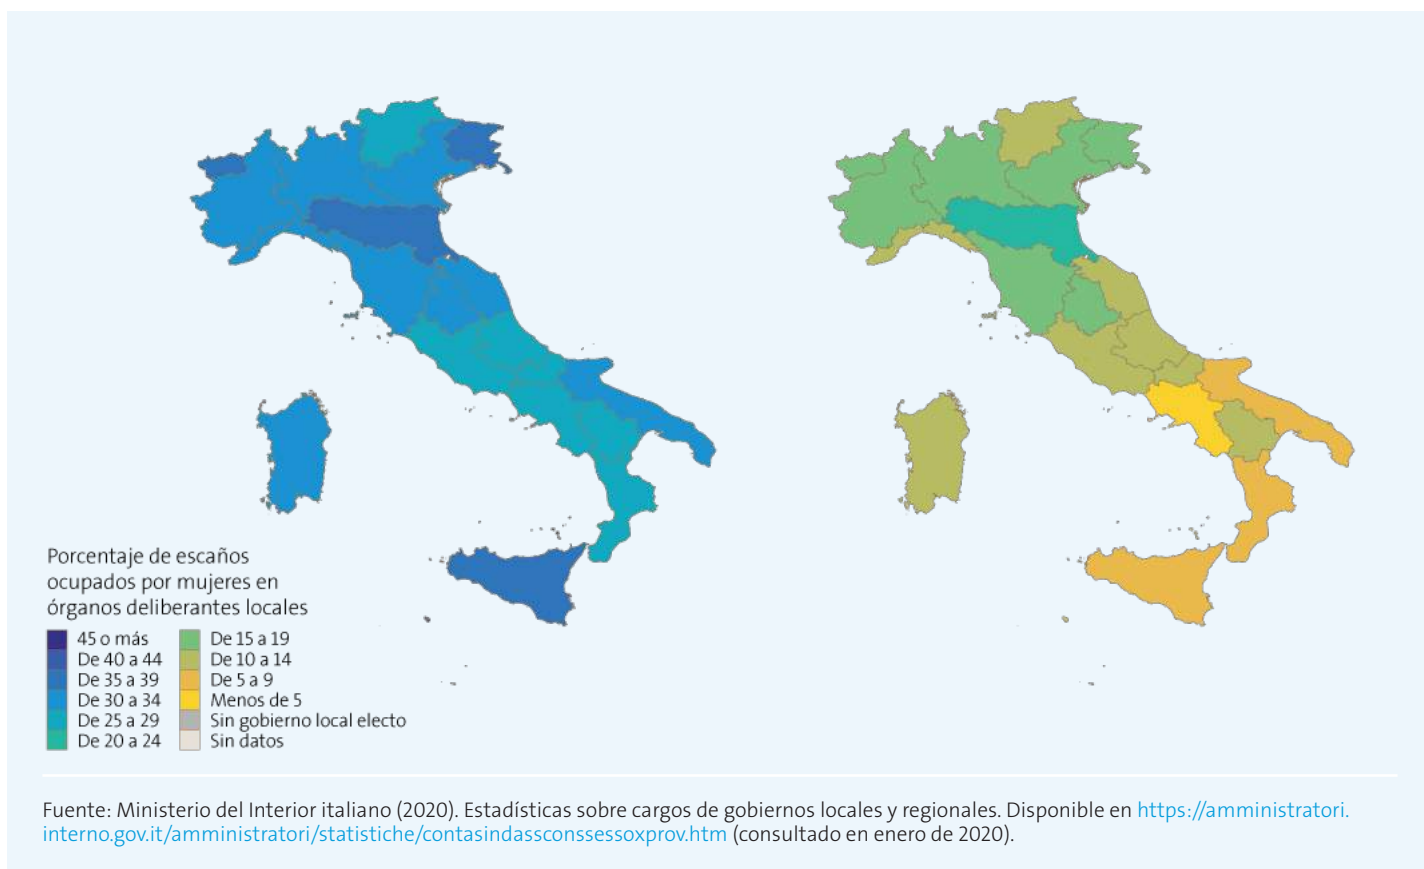 Porcentaje de escaños
ocupados por mujeres en
órganos deliberantes locales
45 o más
De 40 a 44
De 35 a 39
De 30 a 34
De 25 a 29
De 20 a 24
De 15 a 19
De 10 a 14
De 5 a 9
Menos de 5
Sin gobierno local electo
Sin datos
Fuente: Ministerio del Interior italiano (2020). Estadísticas sobre cargos de gobiernos locales y regionales. Disponible en https://amministratori.
interno.gov.it/amministratori/statistiche/contasindassconssessoxprov.htm (consultado en enero de 2020).